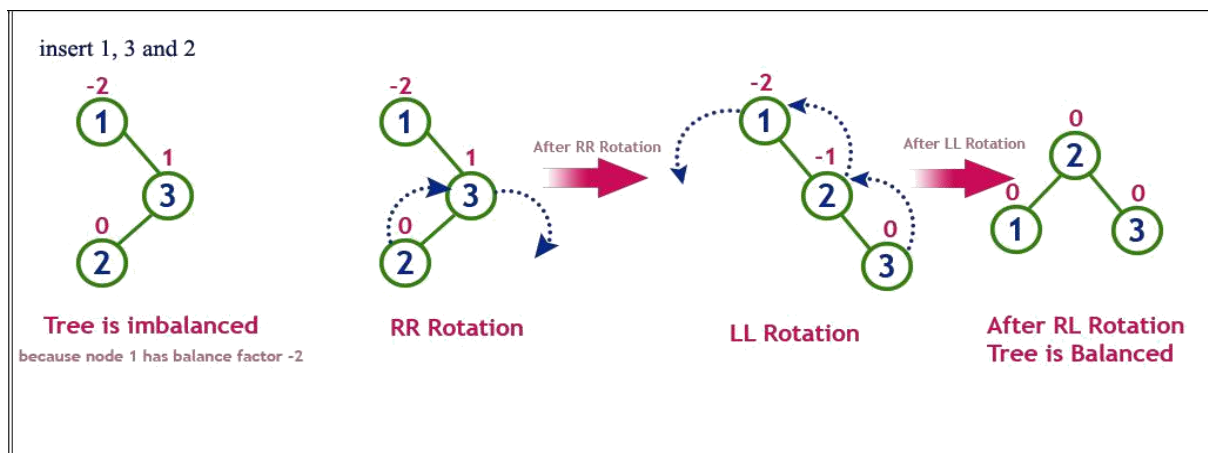 insert 1, 3 and 2
-2
1
1
3
0
2
Tree is imbalanced
because node 1 has balance factor -2
-2
1
1
3
0
2
RR Rotation
After RR Rotation
-2
1
-1
2
0
3
LL Rotation
After LL Rotation
0
2
0
1
0
3
After RL Rotation
Tree is Balanced